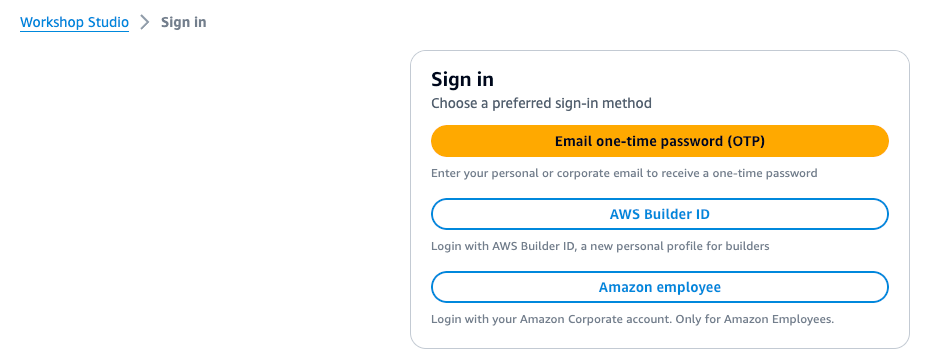 Workshop Studio > Sign in
Sign in
Choose a preferred sign-in method
Email one-time password (OTP)
Enter your personal or corporate email to receive a one-time password
AWS Builder ID
Login with AWS Builder ID, a new personal profile for builders
Amazon employee
Login with your Amazon Corporate account. Only for Amazon Employees.